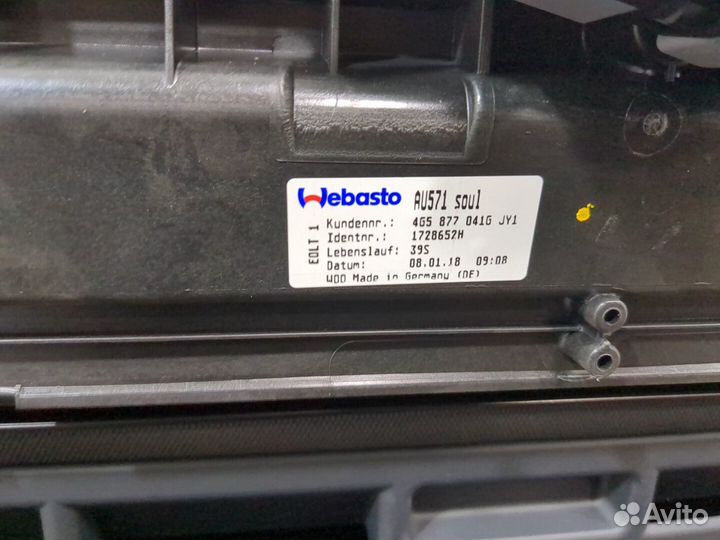 Webasto AU571 soul
EOLT 1
Kundennr.: 4G5 877 041G JY1
Identnr.: 1728652H
Lebenslauf: 39S
Datum: 08.01.18 09:08
WDO Made in Germany (DE)
Avito